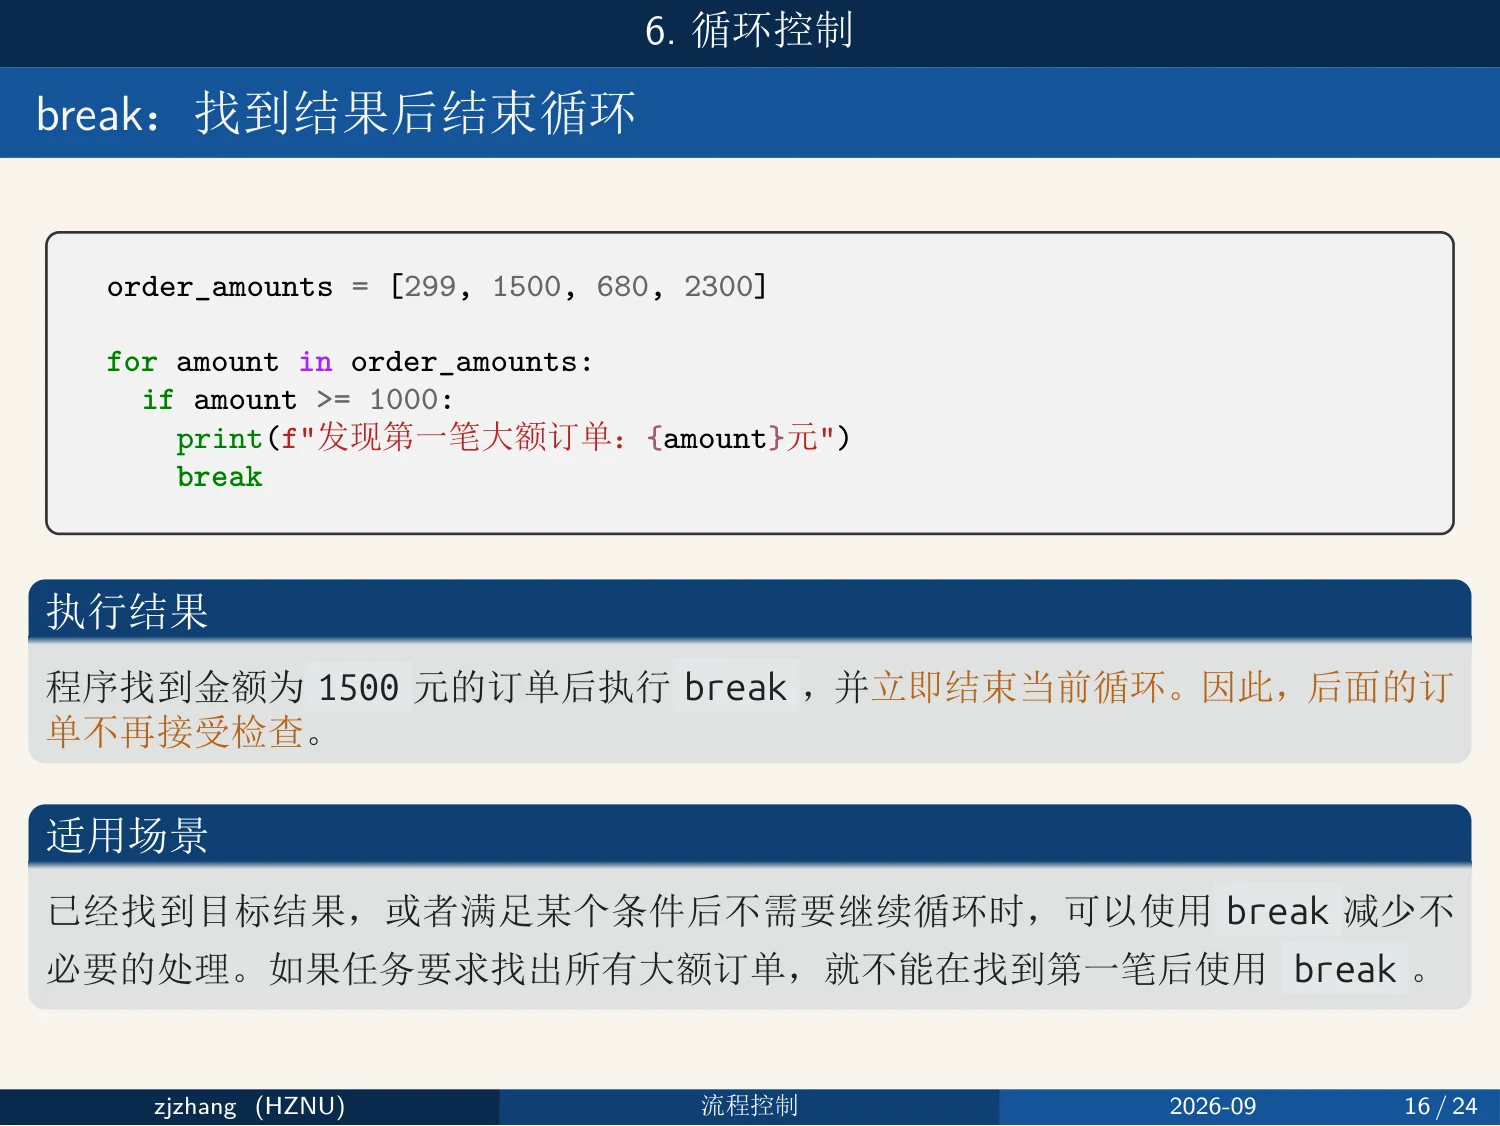 6. 循环控制
break：找到结果后结束循环
order_amounts = [299, 1500, 680, 2300]
for amount in order_amounts:
if amount >= 1000:
print(f"发现第一笔大额订单：{amount}元")
break
执行结果
程序找到金额为 1500 元的订单后执行 break ，并立即结束当前循环。因此，后面的订
单不再接受检查。
适用场景
已经找到目标结果，或者满足某个条件后不需要继续循环时，可以使用 break 减少不
必要的处理。如果任务要求找出所有大额订单，就不能在找到第一笔后使用 break 。
zjzhang (HZNU) 流程控制 2026-09 16 / 24